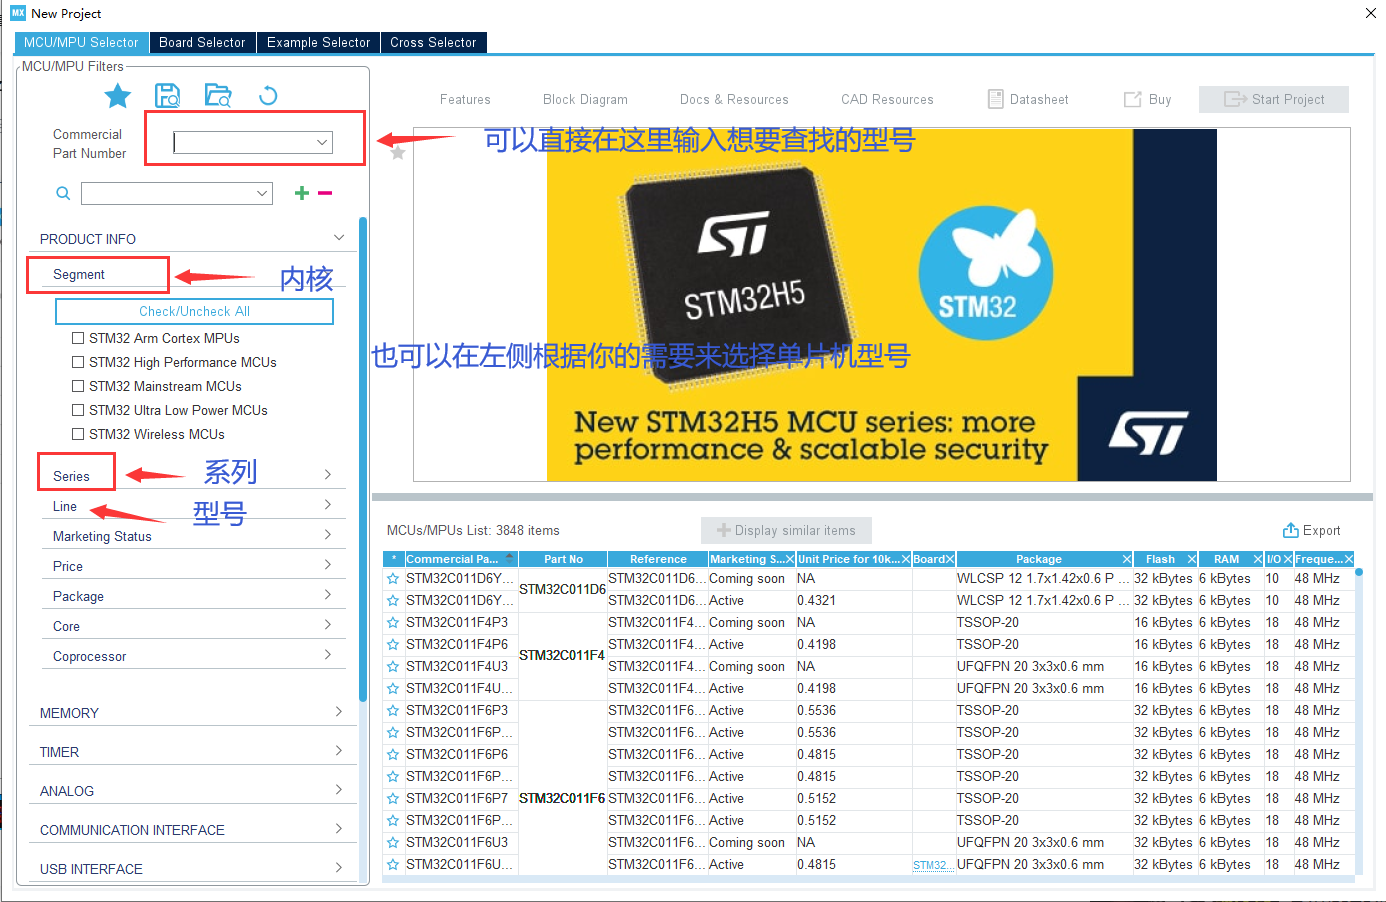 MX New Project
MCU/MPU Selector Board Selector Example Selector Cross Selector
MCU/MPU Filters
Commercial
Part Number
可以直接在这里输入想要查找的型号
PRODUCT INFO
Segment
内核
Check/Uncheck All
STM32 Arm Cortex MPUs
STM32 High Performance MCUs
STM32 Mainstream MCUs
STM32 Ultra Low Power MCUs
STM32 Wireless MCUs
也可以在左侧根据你的需要来选择单片机型号
Series
系列
Line
型号
Marketing Status
Price
Package
Core
Coprocessor
MEMORY
TIMER
ANALOG
COMMUNICATION INTERFACE
USB INTERFACE
Features Block Diagram Docs & Resources CAD Resources Datasheet Buy Start Project
ST
STM32H5
STM32
New STM32H5 MCU series: more
performance & scalable security
ST
MCUs/MPUs List: 3848 items
Display similar items
Export
* Commercial Pa... Part No Reference Marketing S... Unit Price for 10k... Board Package Flash RAM I/O Freque...
STM32C011D6Y... STM32C011D6... Coming soon NA WLCSP 12 1.7x1.42x0.6 P ... 32 kBytes 6 kBytes 10 48 MHz
STM32C011D6
STM32C011D6Y... STM32C011D6... Active 0.4321 WLCSP 12 1.7x1.42x0.6 P ... 32 kBytes 6 kBytes 10 48 MHz
STM32C011F4P3 STM32C011F4... Coming soon NA TSSOP-20 16 kBytes 6 kBytes 18 48 MHz
STM32C011F4P6 STM32C011F4... Active 0.4198 TSSOP-20 16 kBytes 6 kBytes 18 48 MHz
STM32C011F4
STM32C011F4U3 STM32C011F4... Coming soon NA UFQFPN 20 3x3x0.6 mm 16 kBytes 6 kBytes 18 48 MHz
STM32C011F4U... STM32C011F4... Active 0.4198 UFQFPN 20 3x3x0.6 mm 16 kBytes 6 kBytes 18 48 MHz
STM32C011F6P3 STM32C011F6... Active 0.5536 TSSOP-20 32 kBytes 6 kBytes 18 48 MHz
STM32C011F6P... STM32C011F6... Active 0.5536 TSSOP-20 32 kBytes 6 kBytes 18 48 MHz
STM32C011F6P6 STM32C011F6... Active 0.4815 TSSOP-20 32 kBytes 6 kBytes 18 48 MHz
STM32C011F6P... STM32C011F6... Active 0.4815 TSSOP-20 32 kBytes 6 kBytes 18 48 MHz
STM32C011F6P7 STM32C011F6 STM32C011F6... Active 0.5152 TSSOP-20 32 kBytes 6 kBytes 18 48 MHz
STM32C011F6P... STM32C011F6... Active 0.5152 TSSOP-20 32 kBytes 6 kBytes 18 48 MHz
STM32C011F6U3 STM32C011F6... Coming soon NA UFQFPN 20 3x3x0.6 mm 32 kBytes 6 kBytes 18 48 MHz
STM32C011F6U... STM32C011F6... Active 0.4815 STM32... UFQFPN 20 3x3x0.6 mm 32 kBytes 6 kBytes 18 48 MHz